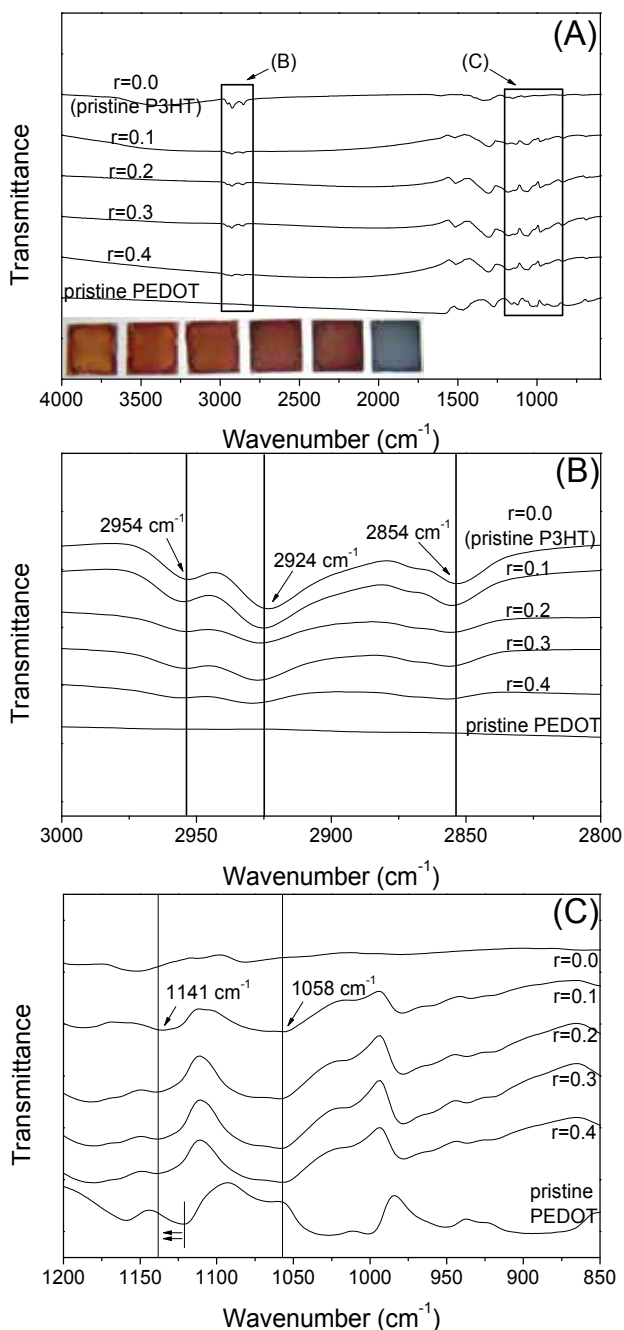 (A)
(B)
(C)
r=0.0
(pristine P3HT)
r=0.1
r=0.2
r=0.3
r=0.4
pristine PEDOT
Transmittance
4000 3500 3000 2500 2000 1500 1000
Wavenumber (cm⁻¹)
(B)
2954 cm⁻¹
2924 cm⁻¹
2854 cm⁻¹
r=0.0
(pristine P3HT)
r=0.1
r=0.2
r=0.3
r=0.4
pristine PEDOT
Transmittance
3000 2950 2900 2850 2800
Wavenumber (cm⁻¹)
(C)
1141 cm⁻¹
1058 cm⁻¹
r=0.0
r=0.1
r=0.2
r=0.3
r=0.4
pristine
PEDOT
Transmittance
1200 1150 1100 1050 1000 950 900 850
Wavenumber (cm⁻¹)